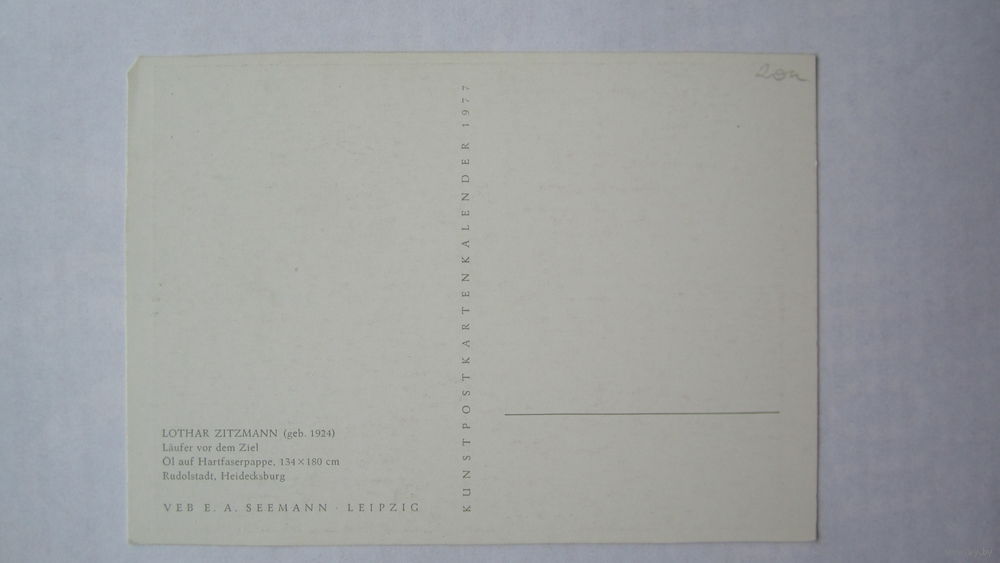 LOTHAR ZITZMANN (geb. 1924)
Läufer vor dem Ziel
Öl auf Hartfaserpappe, 134×180 cm
Rudolstadt, Heidecksburg
VEB E. A. SEEMANN · LEIPZIG
KUNSTPOSTKARTENKALENDER 1977